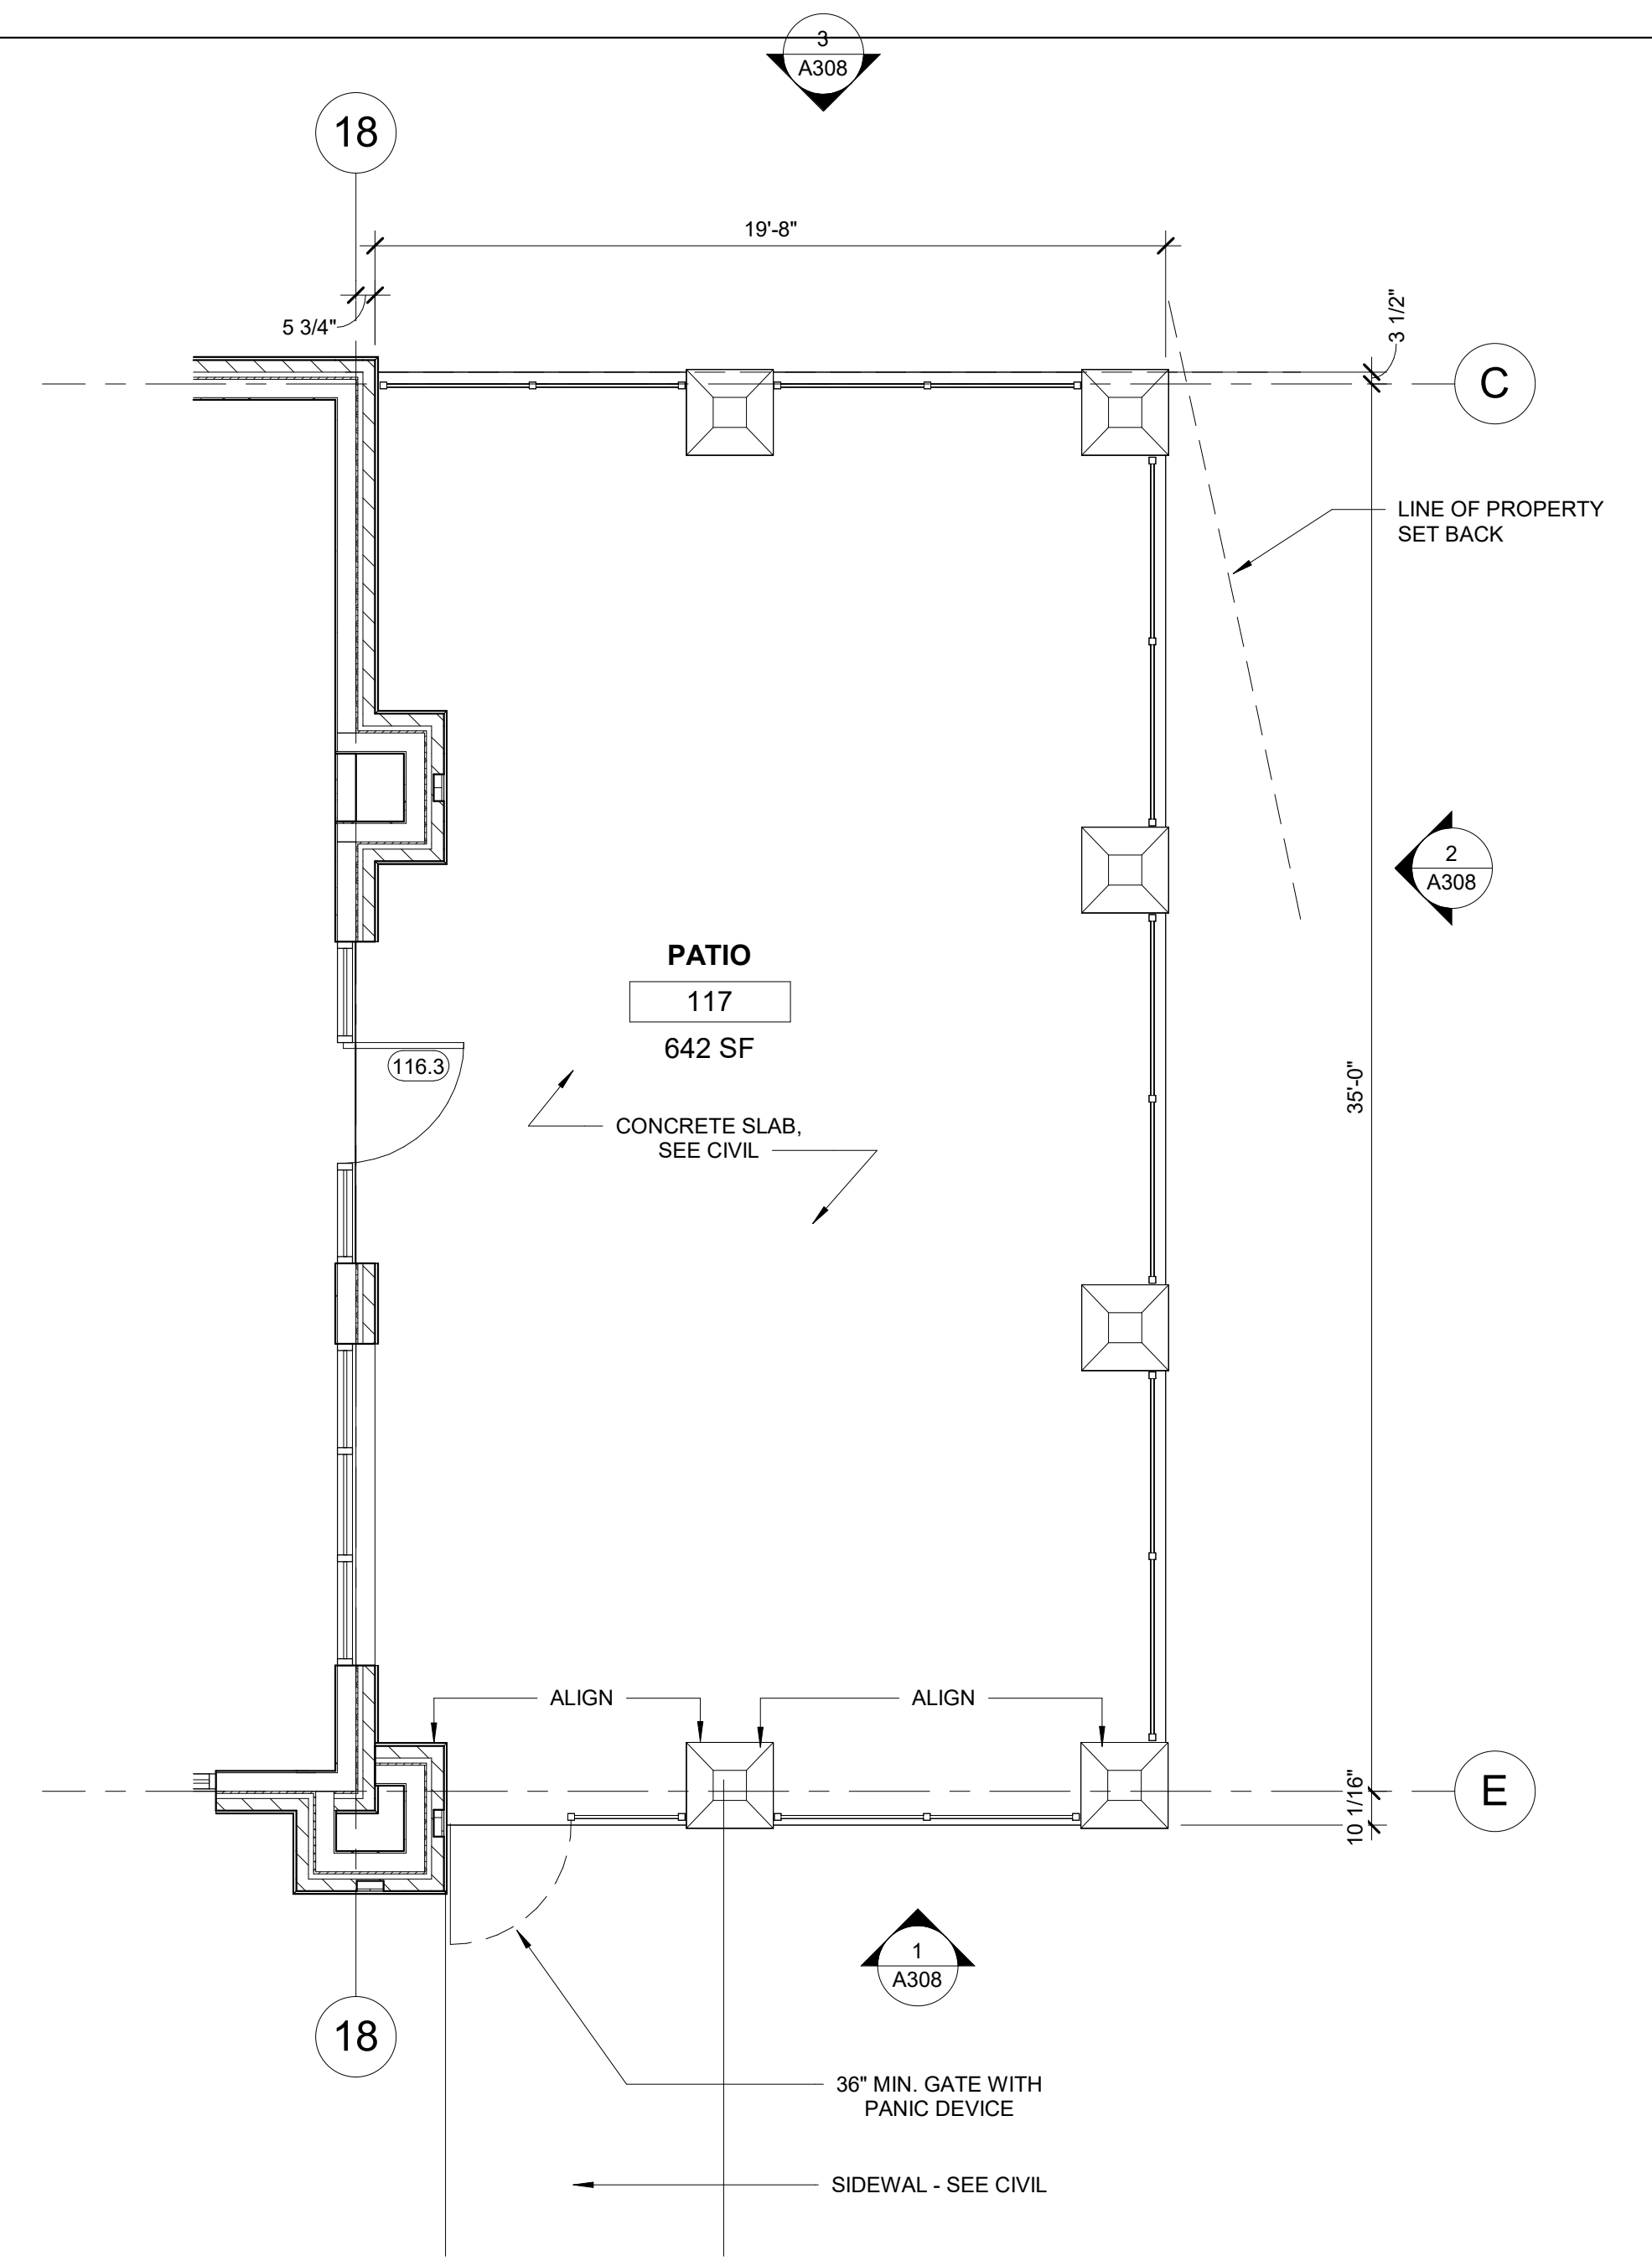 3
A308
18
19'-8"
5 3/4"
3 1/2"
C
LINE OF PROPERTY
SET BACK
2
A308
PATIO
117
642 SF
116.3
35'-0"
CONCRETE SLAB,
SEE CIVIL
ALIGN
ALIGN
10 1/16"
E
1
A308
18
36" MIN. GATE WITH
PANIC DEVICE
SIDEWAL - SEE CIVIL